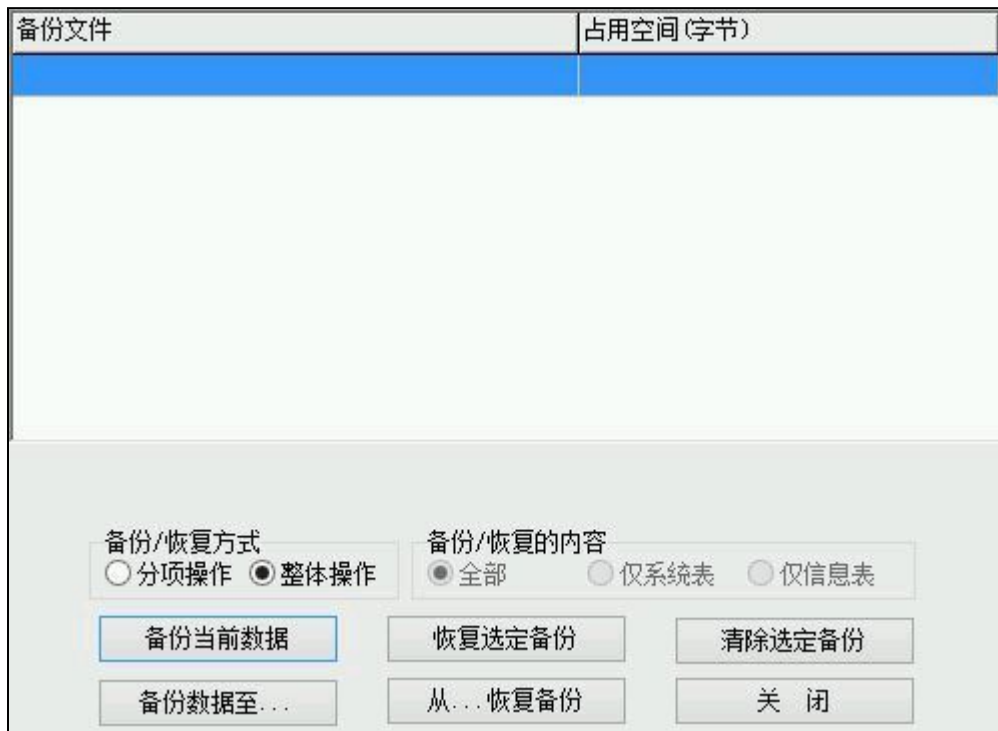 备份文件 占用空间(字节)
备份/恢复方式 备份/恢复的内容
分项操作 整体操作 全部 仅系统表 仅信息表
备份当前数据 恢复选定备份 清除选定备份
备份数据至... 从...恢复备份 关 闭